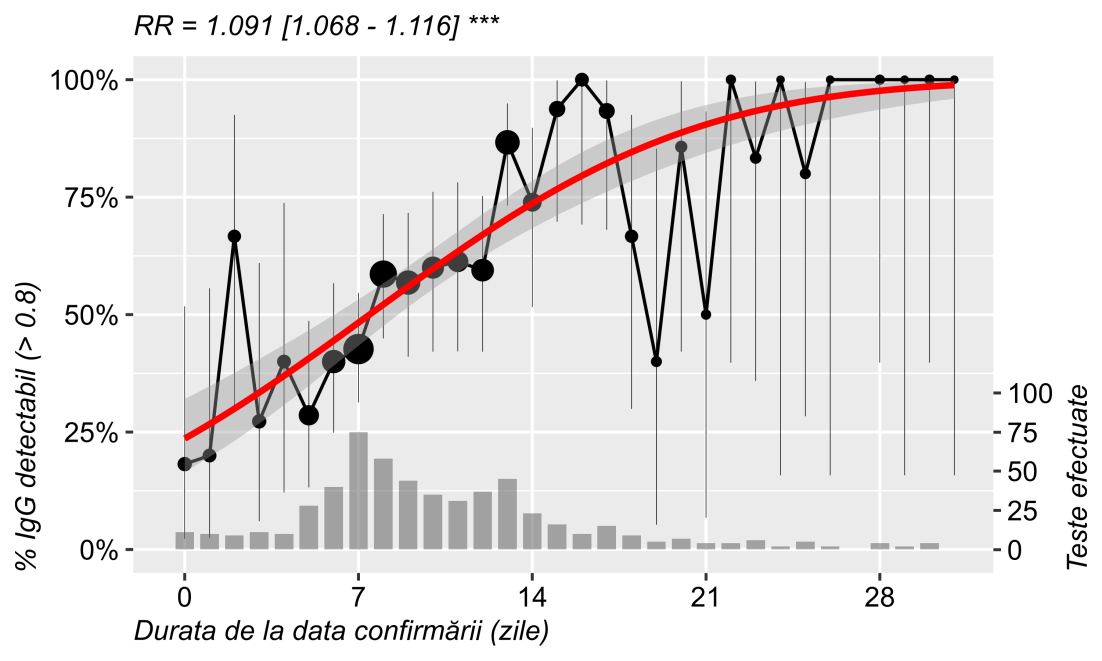 RR = 1.091 [1.068 - 1.116] ***
100%
75%
50%
25%
0%
% IgG detectabil (> 0.8)
100
75
50
25
0
Teste efectuate
0 7 14 21 28
Durata de la data confirmării (zile)